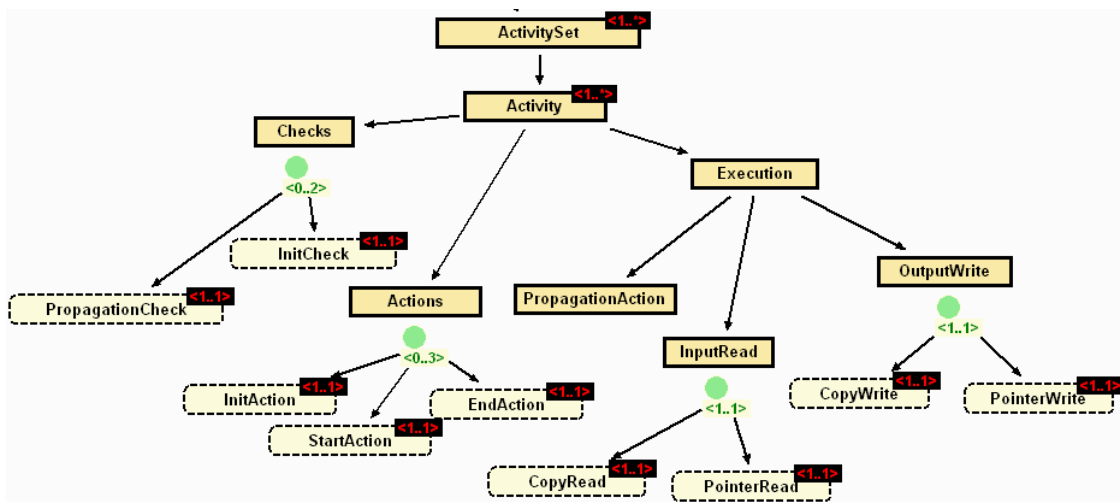 <1..*>
ActivitySet
<1..*>
Activity
Checks
Execution
<0..2>
<1..1>
InitCheck
OutputWrite
<1..1>
PropagationCheck
Actions
PropagationAction
<1..1>
<0..3>
InputRead
<1..1>
InitAction
<1..1>
EndAction
<1..1>
CopyWrite
<1..1>
PointerWrite
<1..1>
<1..1>
StartAction
<1..1>
CopyRead
<1..1>
PointerRead
<1..1>